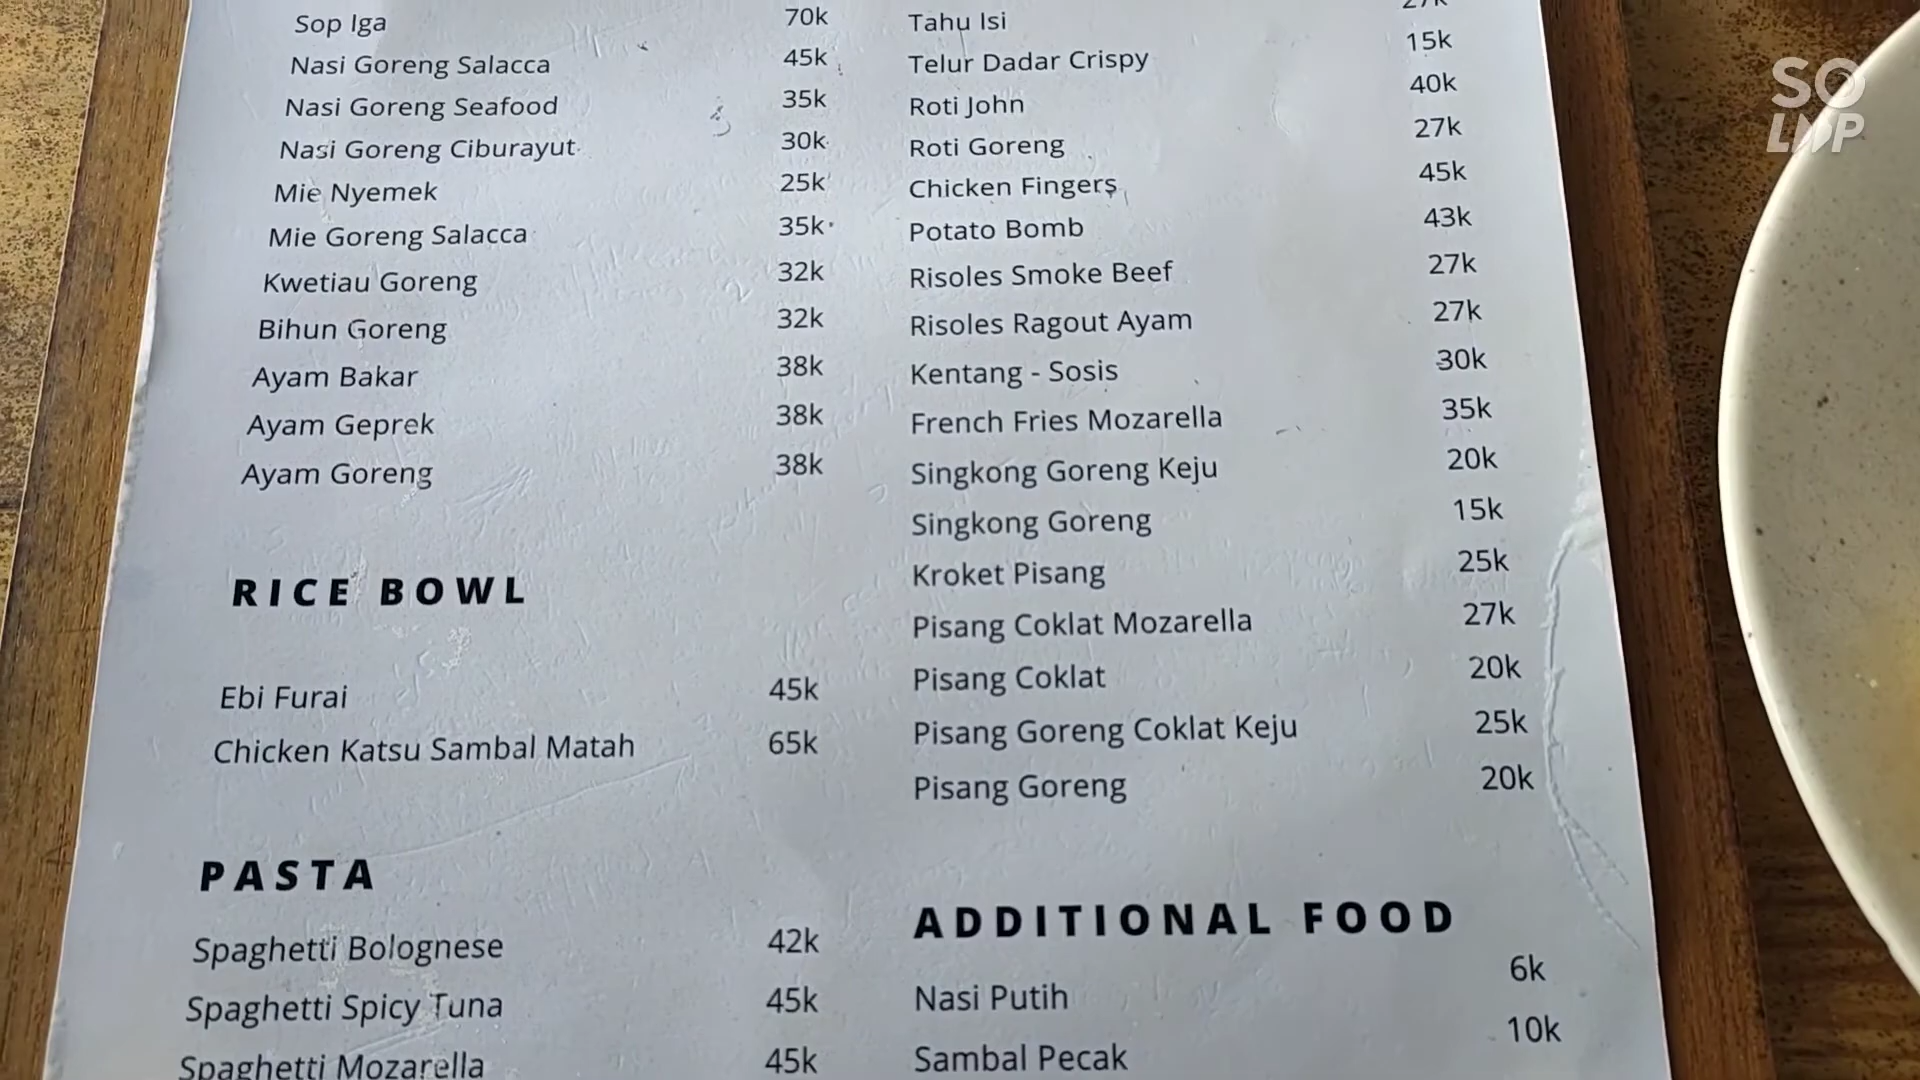 Sop Iga 70k
Nasi Goreng Salacca 45k
Nasi Goreng Seafood 35k
Nasi Goreng Ciburayut 30k
Mie Nyemek 25k
Mie Goreng Salacca 35k
Kwetiau Goreng 32k
Bihun Goreng 32k
Ayam Bakar 38k
Ayam Geprek 38k
Ayam Goreng 38k
RICE BOWL
Ebi Furai 45k
Chicken Katsu Sambal Matah 65k
PASTA
Spaghetti Bolognese 42k
Spaghetti Spicy Tuna 45k
Spaghetti Mozarella 45k
Tahu Isi 27k
Telur Dadar Crispy 15k
Roti John 40k
Roti Goreng 27k
Chicken Fingers 45k
Potato Bomb 43k
Risoles Smoke Beef 27k
Risoles Ragout Ayam 27k
Kentang - Sosis 30k
French Fries Mozarella 35k
Singkong Goreng Keju 20k
Singkong Goreng 15k
Kroket Pisang 25k
Pisang Coklat Mozarella 27k
Pisang Coklat 20k
Pisang Goreng Coklat Keju 25k
Pisang Goreng 20k
ADDITIONAL FOOD
Nasi Putih 6k
Sambal Pecak 10k